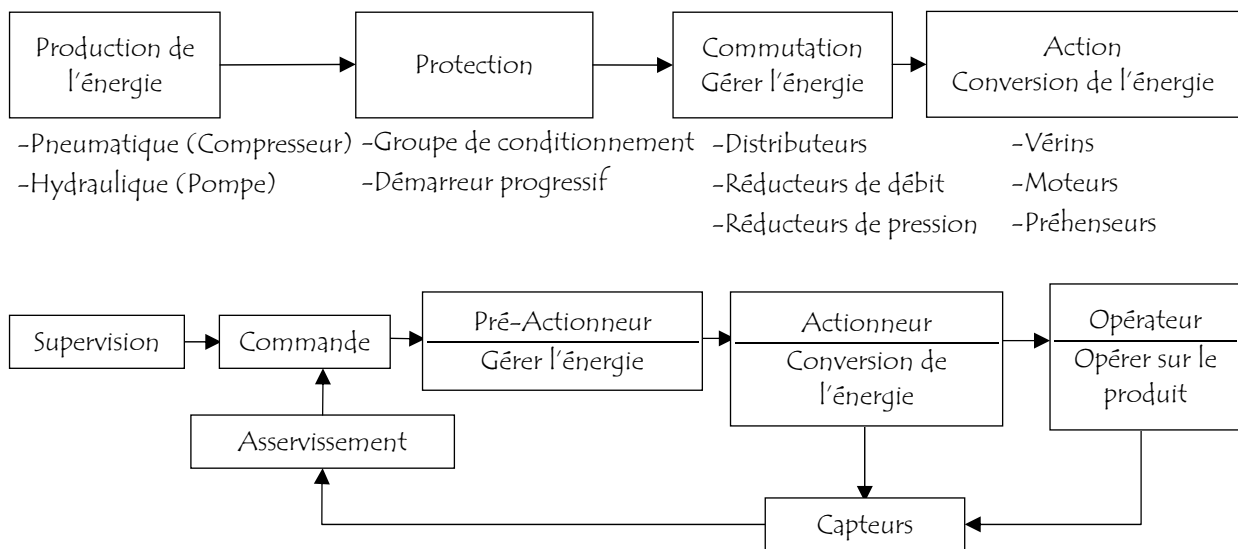 Production de
l'énergie
Protection
Commutation
Gérer l'énergie
Action
Conversion de l'énergie
-Pneumatique (Compresseur)
-Hydraulique (Pompe)
-Groupe de conditionnement
-Démarreur progressif
-Distributeurs
-Réducteurs de débit
-Réducteurs de pression
-Vérins
-Moteurs
-Préhenseurs
Supervision
Commande
Pré-Actionneur
Gérer l'énergie
Actionneur
Conversion de
l'énergie
Opérateur
Opérer sur le
produit
Asservissement
Capteurs